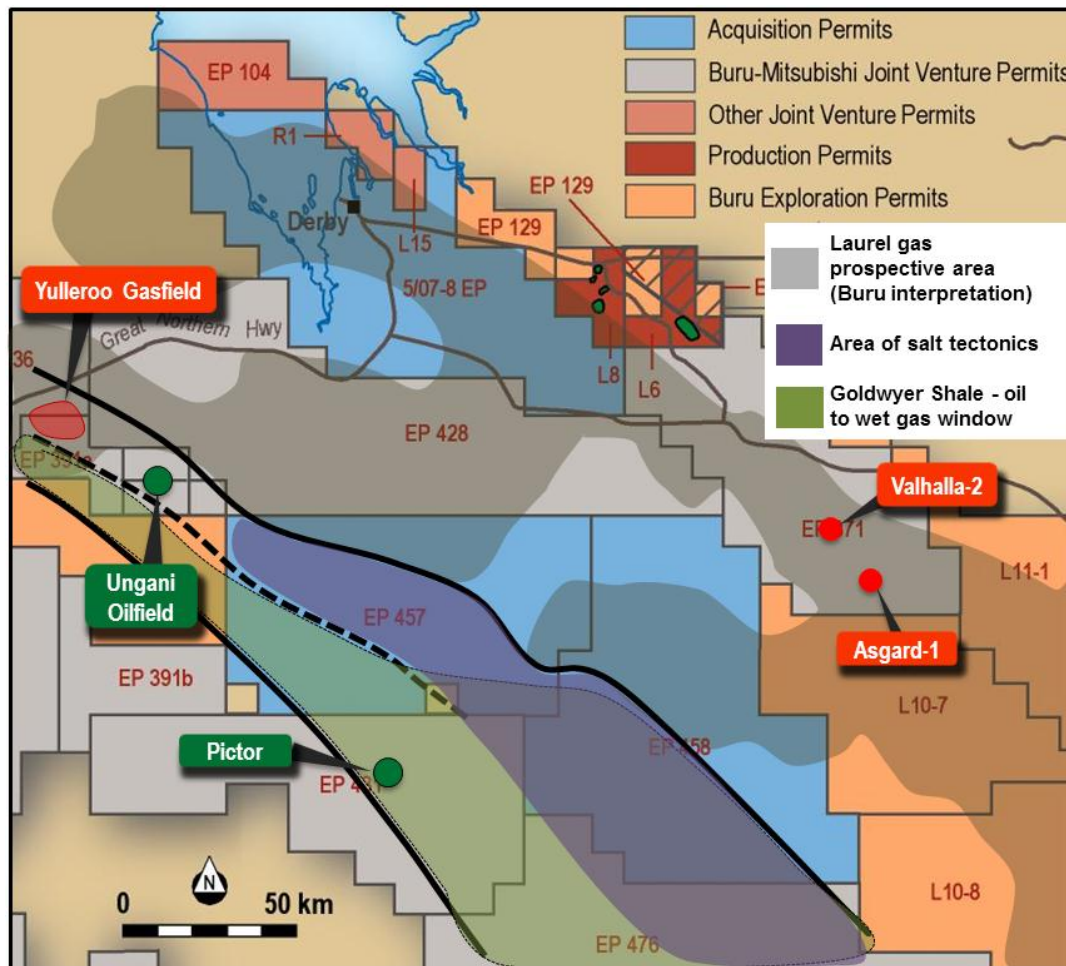 Acquisition Permits
Buru-Mitsubishi Joint Venture Permits
Other Joint Venture Permits
Production Permits
Buru Exploration Permits
Laurel gas
prospective area
(Buru interpretation)
Area of salt tectonics
Goldwyer Shale - oil
to wet gas window
EP 104
R1
Derby
L15
EP 129
EP 129
E
5/07-8 EP
L8
L6
Yulleroo Gasfield
Great Northern Hwy
36
EP 428
Valhalla-2
L11-1
Asgard-1
Ungani
Oilfield
EP 457
EP 391b
L10-7
Pictor
EP 458
L10-8
EP 476
N
0
50 km